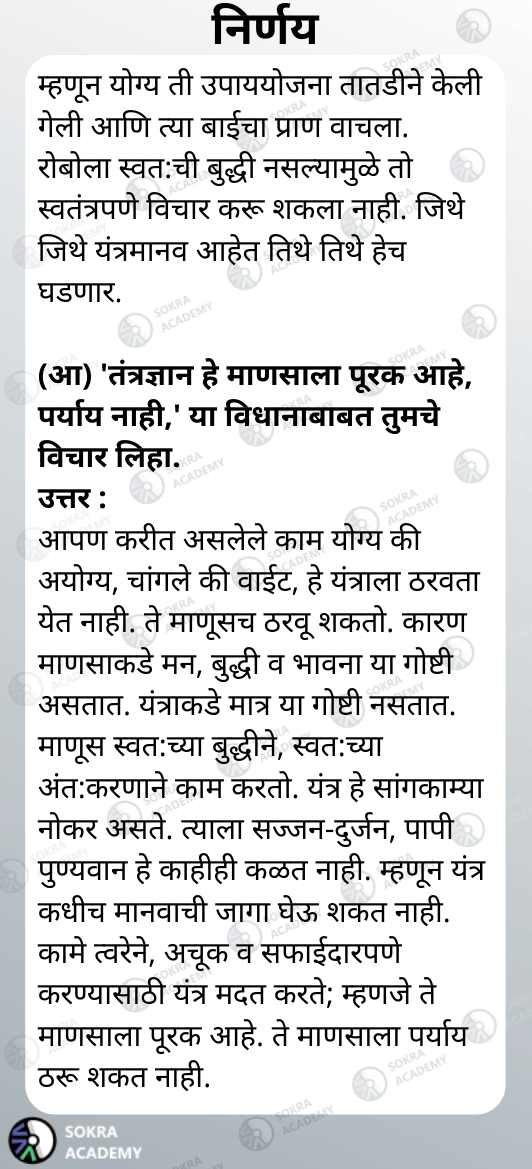 निर्णय
म्हणून योग्य ती उपाययोजना तातडीने केली
गेली आणि त्या बाईचा प्राण वाचला.
रोबोला स्वत:ची बुद्धी नसल्यामुळे तो
स्वतंत्रपणे विचार करू शकला नाही. जिथे
जिथे यंत्रमानव आहेत तिथे तिथे हेच
घडणार.
(आ) 'तंत्रज्ञान हे माणसाला पूरक आहे,
पर्याय नाही,' या विधानाबाबत तुमचे
विचार लिहा.
उत्तर :
आपण करीत असलेले काम योग्य की
अयोग्य, चांगले की वाईट, हे यंत्राला ठरवता
येत नाही. ते माणूसच ठरवू शकतो. कारण
माणसाकडे मन, बुद्धी व भावना या गोष्टी
असतात. यंत्राकडे मात्र या गोष्टी नसतात.
माणूस स्वत:च्या बुद्धीने, स्वत:च्या
अंत:करणाने काम करतो. यंत्र हे सांगकाम्या
नोकर असते. त्याला सज्जन-दुर्जन, पापी
पुण्यवान हे काहीही कळत नाही. म्हणून यंत्र
कधीच मानवाची जागा घेऊ शकत नाही.
कामे त्वरेने, अचूक व सफाईदारपणे
करण्यासाठी यंत्र मदत करते; म्हणजे ते
माणसाला पूरक आहे. ते माणसाला पर्याय
ठरू शकत नाही.
SOKRA
ACADEMY